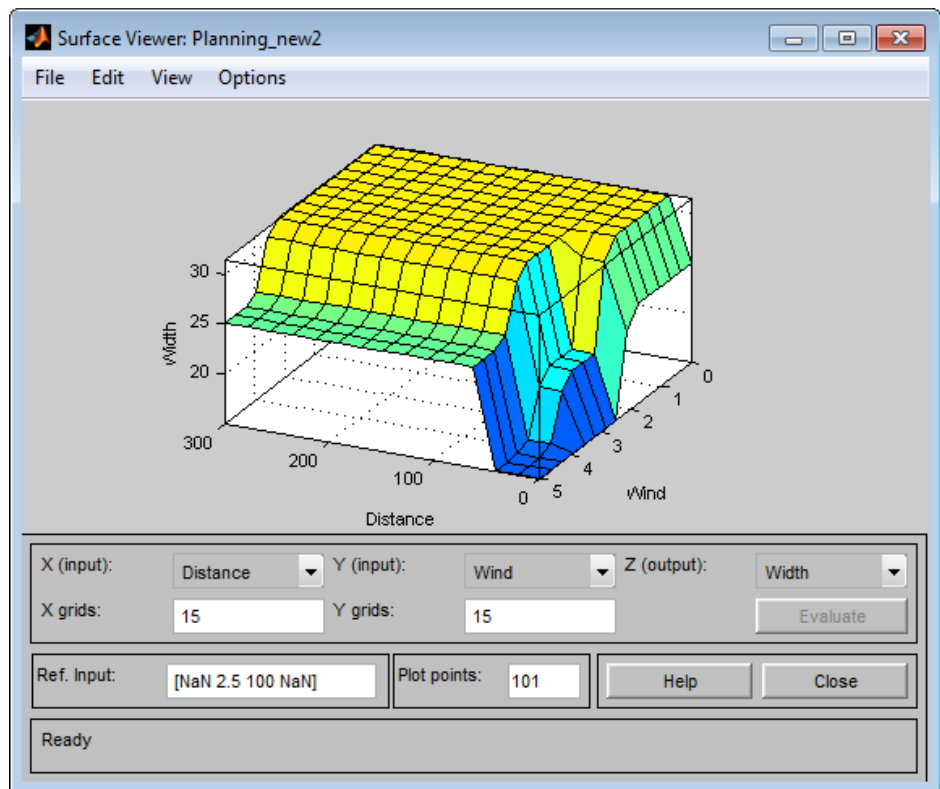 Surface Viewer: Planning_new2
File Edit View Options
30
25
20
Width
300
200
100
0
Distance
5
4
3
2
1
0
Wind
X (input): Distance Y (input): Wind Z (output): Width
X grids: 15 Y grids: 15 Evaluate
Ref. Input: [NaN 2.5 100 NaN] Plot points: 101 Help Close
Ready